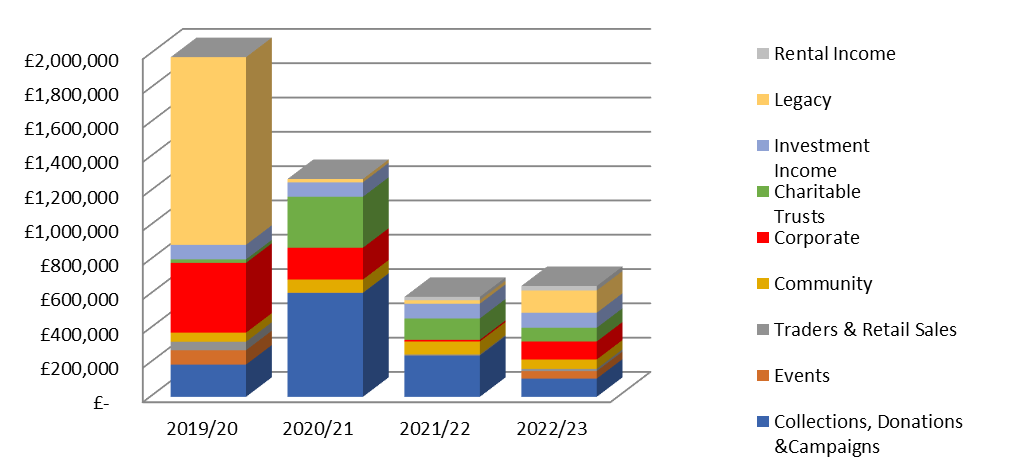 £2,000,000
£1,800,000
£1,600,000
£1,400,000
£1,200,000
£1,000,000
£800,000
£600,000
£400,000
£200,000
£-
2019/20
2020/21
2021/22
2022/23
Rental Income
Legacy
Investment
Income
Charitable
Trusts
Corporate
Community
Traders & Retail Sales
Events
Collections, Donations
&Campaigns